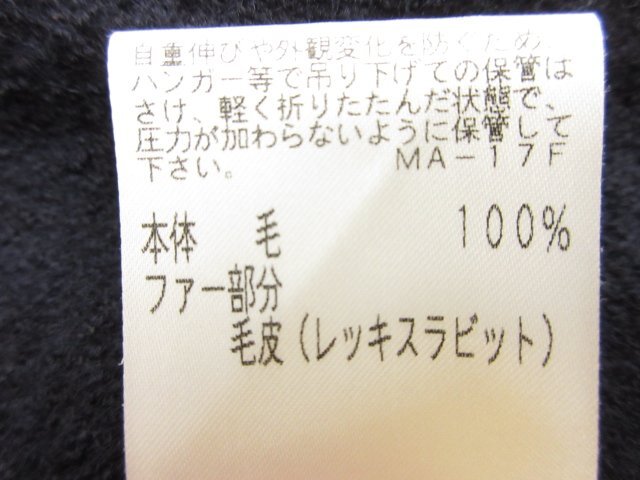 自重伸びや外観変化を防ぐため、
ハンガー等で吊り下げての保管は
さけ、軽く折りたたんだ状態で、
圧力が加わらないように保管して
下さい。 MA-17F
本体 毛 100%
ファー部分
毛皮(レッキスラビット)